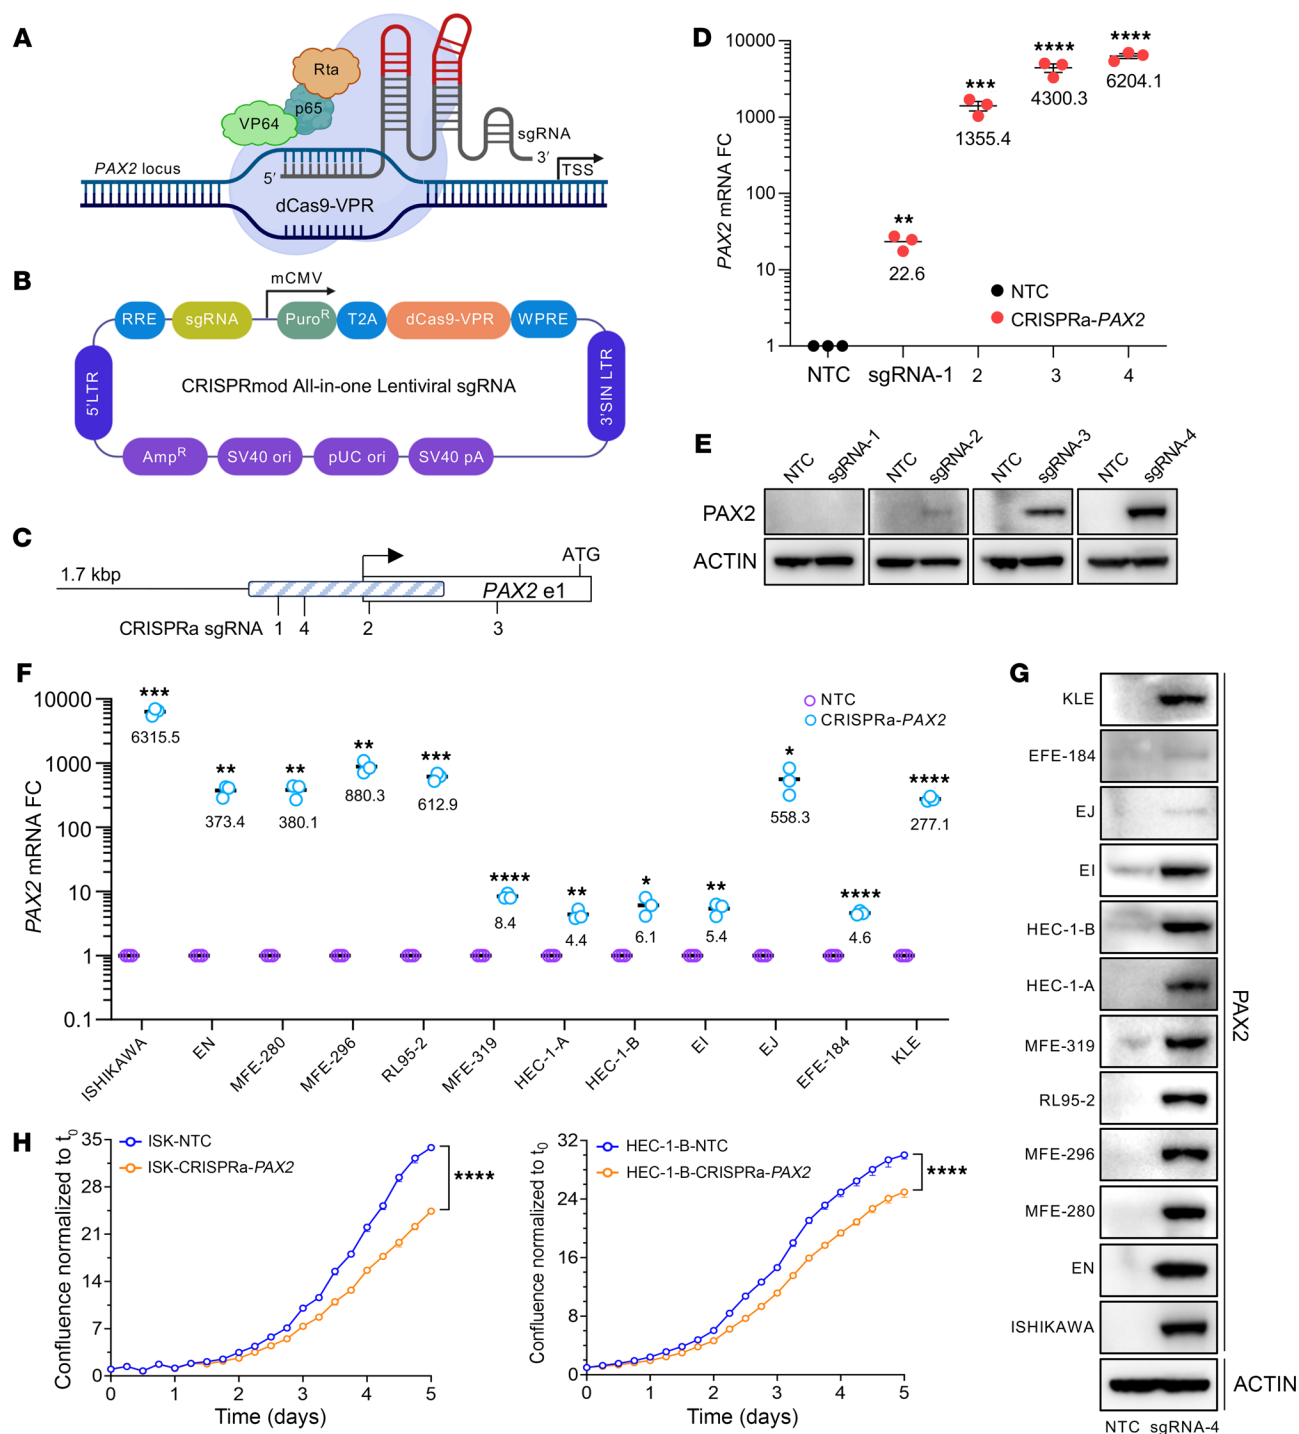 A
Rta
p65
VP64
sgRNA
3′
PAX2 locus
5′
TSS
dCas9-VPR
B
mCMV
RRE
sgRNA
PuroR
T2A
dCas9-VPR
WPRE
5'LTR
CRISPRmod All-in-one Lentiviral sgRNA
3'SIN LTR
AmpR
SV40 ori
pUC ori
SV40 pA
C
1.7 kbp
ATG
PAX2 e1
CRISPRa sgRNA 1 4 2 3
D
PAX2 mRNA FC
10000
1000
100
10
1
**
22.6
***
1355.4
****
4300.3
****
6204.1
NTC
CRISPRa-PAX2
NTC sgRNA-1 2 3 4
E
NTC sgRNA-1 NTC sgRNA-2 NTC sgRNA-3 NTC sgRNA-4
PAX2
ACTIN
F
PAX2 mRNA FC
10000
1000
100
10
1
0.1
NTC
CRISPRa-PAX2
***
6315.5
**
373.4
**
380.1
**
880.3
***
612.9
****
8.4
**
4.4
*
6.1
**
5.4
*
558.3
****
4.6
****
277.1
ISHIKAWA
EN
MFE-280
MFE-296
RL95-2
MFE-319
HEC-1-A
HEC-1-B
EI
EJ
EFE-184
KLE
G
KLE
EFE-184
EJ
EI
HEC-1-B
HEC-1-A
MFE-319
RL95-2
MFE-296
MFE-280
EN
ISHIKAWA
PAX2
ACTIN
NTC sgRNA-4
H
Confluence normalized to t0
35
28
21
14
7
0
ISK-NTC
ISK-CRISPRa-PAX2
****
0 1 2 3 4 5
Time (days)
Confluence normalized to t0
32
24
16
8
0
HEC-1-B-NTC
HEC-1-B-CRISPRa-PAX2
****
0 1 2 3 4 5
Time (days)